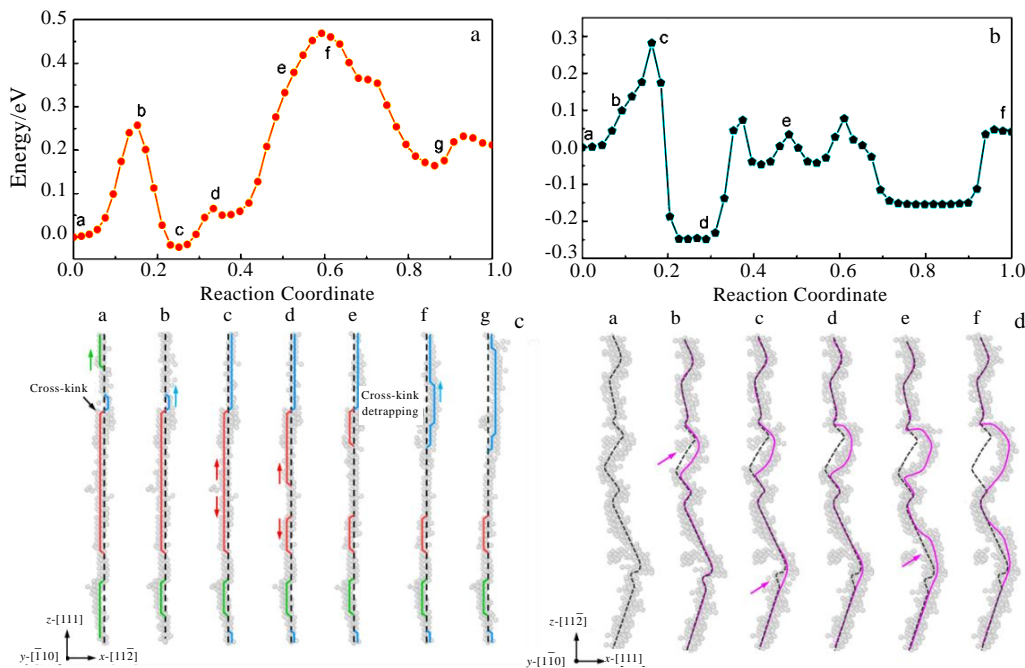 a
0.5
0.4
0.3
0.2
0.1
0.0
Energy/eV
a
b
c
d
e
f
g
0.0 0.2 0.4 0.6 0.8 1.0
Reaction Coordinate
b
0.3
0.2
0.1
0.0
-0.1
-0.2
-0.3
a
b
c
d
e
f
0.0 0.2 0.4 0.6 0.8 1.0
Reaction Coordinate
a b c d e f g c
Cross-kink
Cross-kink
detrapping
z-[111]
y-[1̄10] x-[112̄]
a b c d e f d
z-[112̄]
y-[11̄0] x-[111]